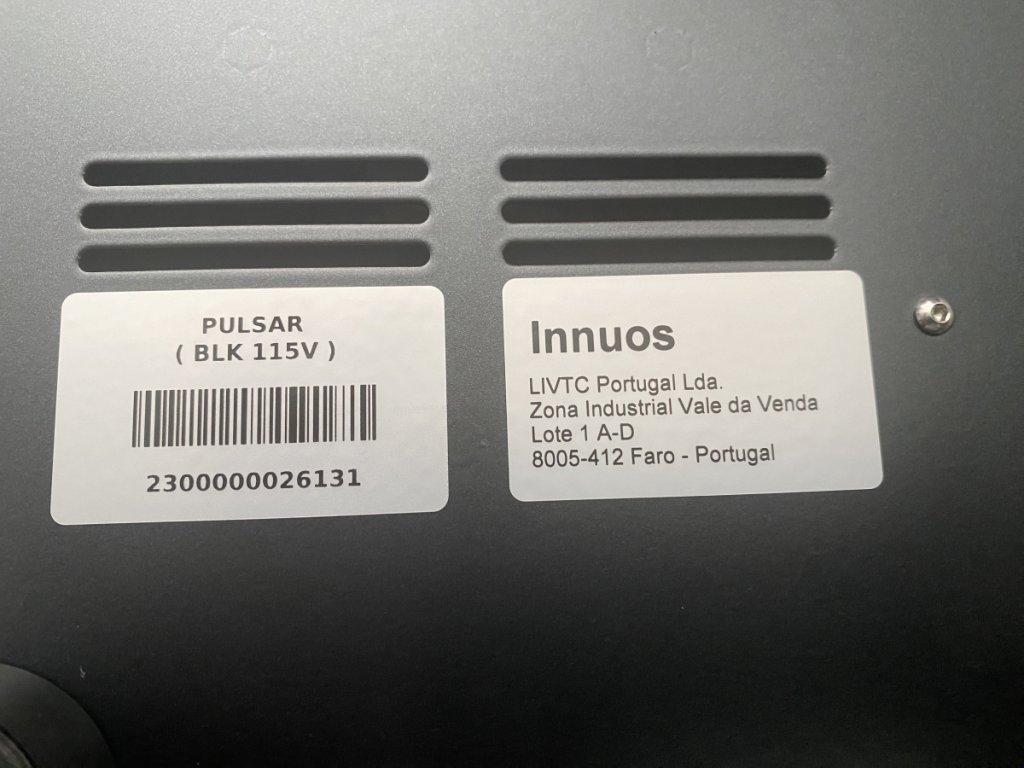 PULSAR
( BLK 115V )
2300000026131
Innuos
LIVTC Portugal Lda.
Zona Industrial Vale da Venda
Lote 1 A-D
8005-412 Faro - Portugal